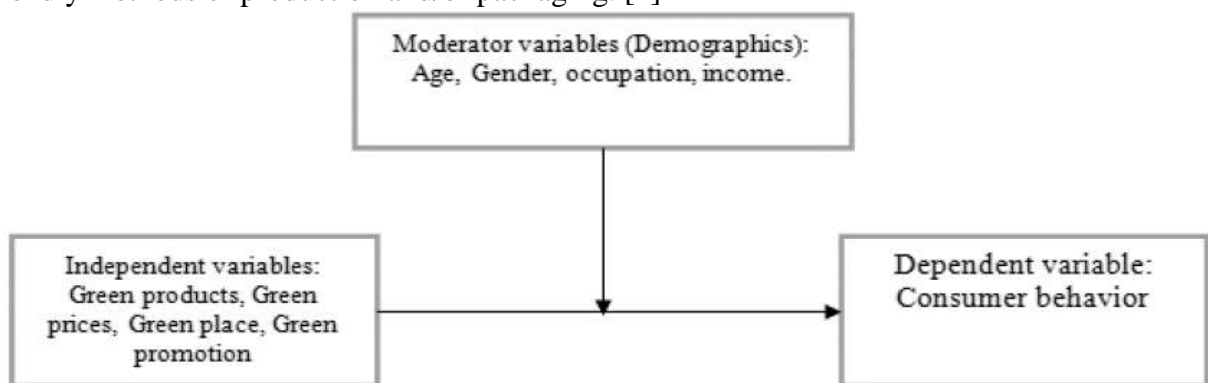 Moderator variables (Demographics):
Age, Gender, occupation, income.
Independent variables:
Green products, Green
prices, Green place, Green
promotion
Dependent variable:
Consumer behavior